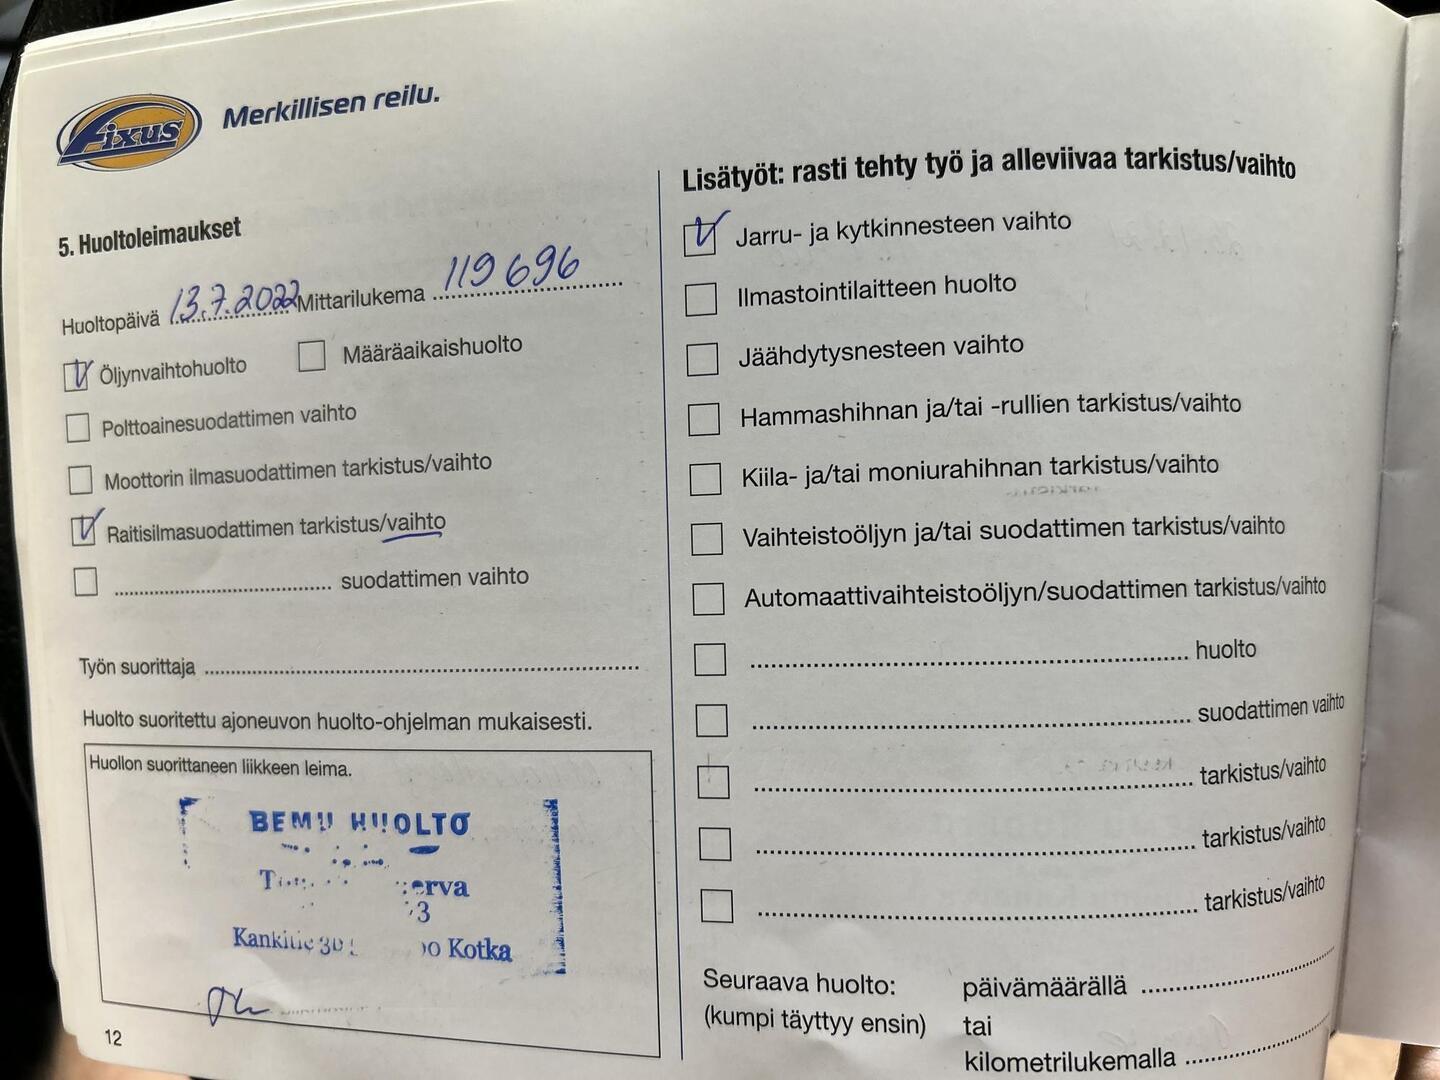 Fixus
Merkillisen reilu.
5. Huoltoleimaukset
Huoltopäivä 13.7.2022 Mittarilukema 119 696
Öljynvaihtohuolto Määräaikaishuolto
Polttoainesuodattimen vaihto
Moottorin ilmasuodattimen tarkistus/vaihto
Raitisilmasuodattimen tarkistus/vaihto
suodattimen vaihto
Työn suorittaja
Huolto suoritettu ajoneuvon huolto-ohjelman mukaisesti.
Huollon suorittaneen liikkeen leima.
BEMU HUOLTO
Kankitie Kotka
12
Lisätyöt: rasti tehty työ ja alleviivaa tarkistus/vaihto
Jarru- ja kytkinnesteen vaihto
Ilmastointilaitteen huolto
Jäähdytysnesteen vaihto
Hammashihnan ja/tai -rullien tarkistus/vaihto
Kiila- ja/tai moniurahihnan tarkistus/vaihto
Vaihteistoöljyn ja/tai suodattimen tarkistus/vaihto
Automaattivaihteistoöljyn/suodattimen tarkistus/vaihto
huolto
suodattimen vaihto
tarkistus/vaihto
tarkistus/vaihto
tarkistus/vaihto
Seuraava huolto: päivämäärällä
(kumpi täyttyy ensin) tai
kilometrilukemalla